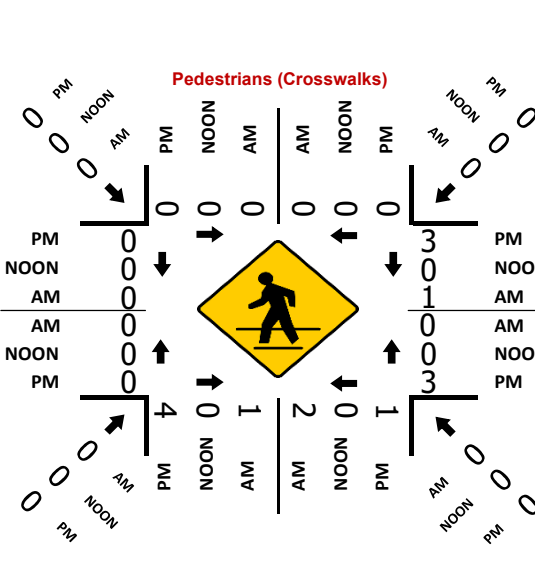 Pedestrians (Crosswalks)
PM NOON AM AM NOON PM
0 0 0 0 0 0
PM NOON AM
0 0 0
PM NOON AM
0 0 0
PM 0
NOON 0
AM 0
AM 0
NOON 0
PM 0
3 PM
0 NOO
1 AM
0 AM
0 NOO
3 PM
4 0 1 2 0 1
PM NOON AM AM NOON PM
0 0 0
AM NOON PM
0 0 0
AM NOON PM